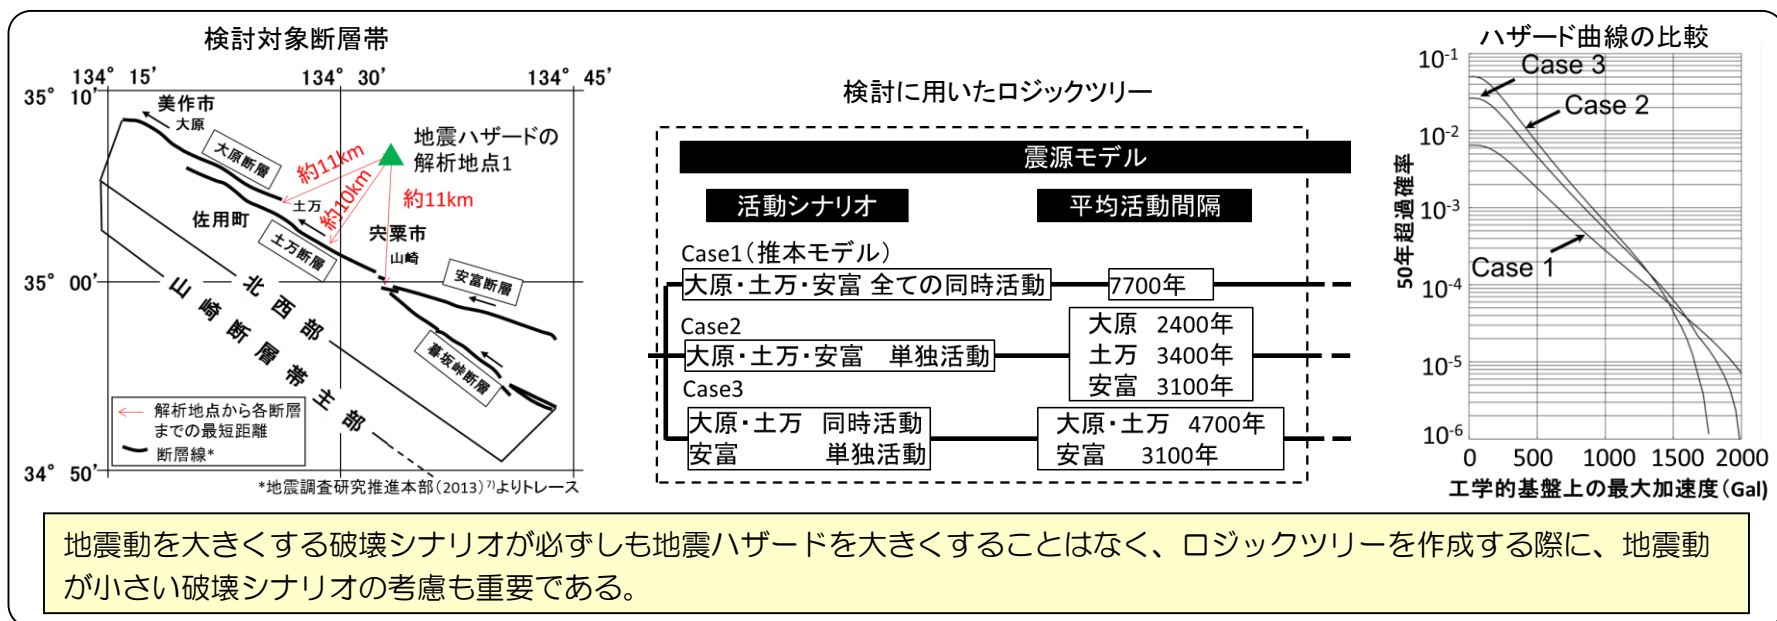 検討対象断層帯
134° 15’
134° 30’
134° 45’
35° 10’
美作市
大原
大原断層
約11km
地震ハザードの
解析地点1
約10km
約11km
土万
佐用町
土万断層
宍粟市
山崎
安富断層
35° 00’
北西部
山崎断層帯主部
暮坂峠断層
解析地点から各断層
までの最短距離
断層線*
34° 50’
*地震調査研究推進本部(2013)7)よりトレース
検討に用いたロジックツリー
震源モデル
活動シナリオ
平均活動間隔
Case1(推本モデル)
大原・土万・安富 全ての同時活動
7700年
Case2
大原・土万・安富 単独活動
大原 2400年
土万 3400年
安富 3100年
Case3
大原・土万 同時活動
安富 単独活動
大原・土万 4700年
安富 3100年
ハザード曲線の比較
50年超過確率
10-1
10-2
10-3
10-4
10-5
10-6
Case 3
Case 2
Case 1
0 500 1000 1500 2000
工学的基盤上の最大加速度(Gal)
地震動を大きくする破壊シナリオが必ずしも地震ハザードを大きくすることはなく、ロジックツリーを作成する際に、地震動
が小さい破壊シナリオの考慮も重要である。